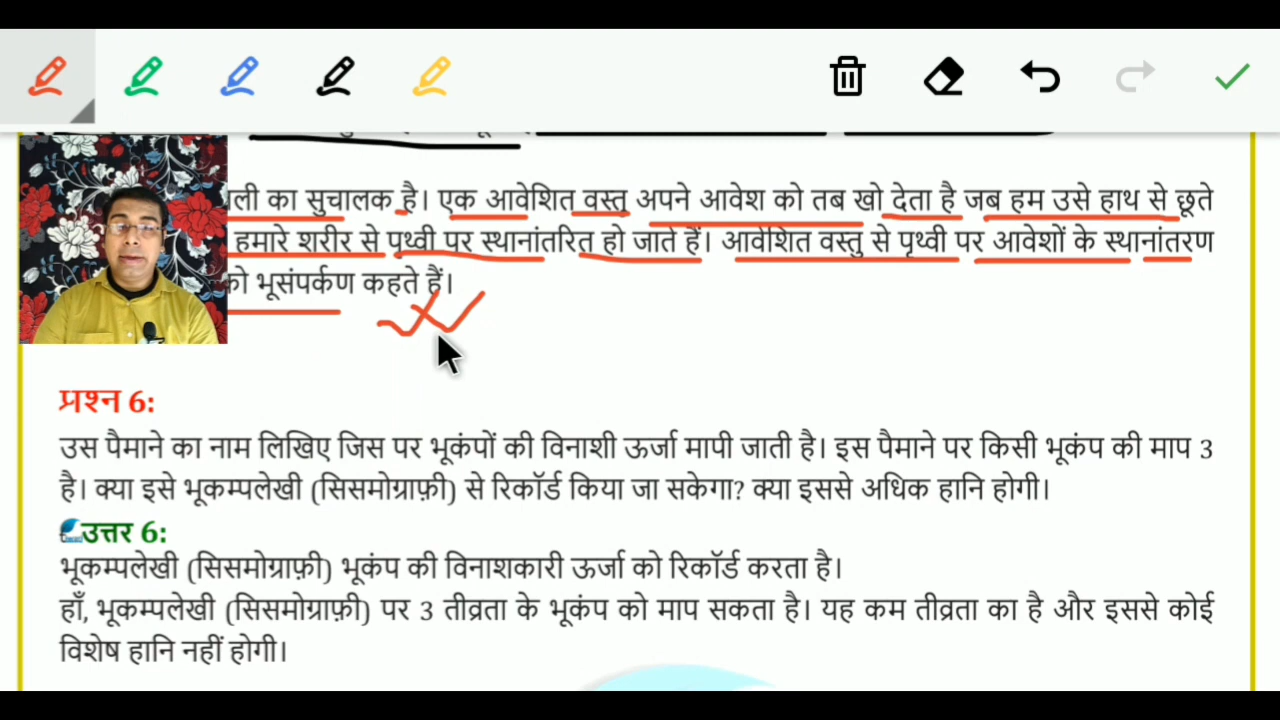 का सुचालक है। एक आवेशित वस्तु अपने आवेश को तब खो देता है जब हम उसे हाथ से छूते
हमारे शरीर से पृथ्वी पर स्थानांतरित हो जाते हैं। आवेशित वस्तु से पृथ्वी पर आवेशों के स्थानांतरण
को भूसंपर्कण कहते हैं।
प्रश्न 6:
उस पैमाने का नाम लिखिए जिस पर भूकंपों की विनाशी ऊर्जा मापी जाती है। इस पैमाने पर किसी भूकंप की माप 3
है। क्या इसे भूकम्पलेखी (सिसमोग्राफ़ी) से रिकॉर्ड किया जा सकेगा? क्या इससे अधिक हानि होगी।
उत्तर 6:
भूकम्पलेखी (सिसमोग्राफ़ी) भूकंप की विनाशकारी ऊर्जा को रिकॉर्ड करता है।
हाँ, भूकम्पलेखी (सिसमोग्राफ़ी) पर 3 तीव्रता के भूकंप को माप सकता है। यह कम तीव्रता का है और इससे कोई
विशेष हानि नहीं होगी।